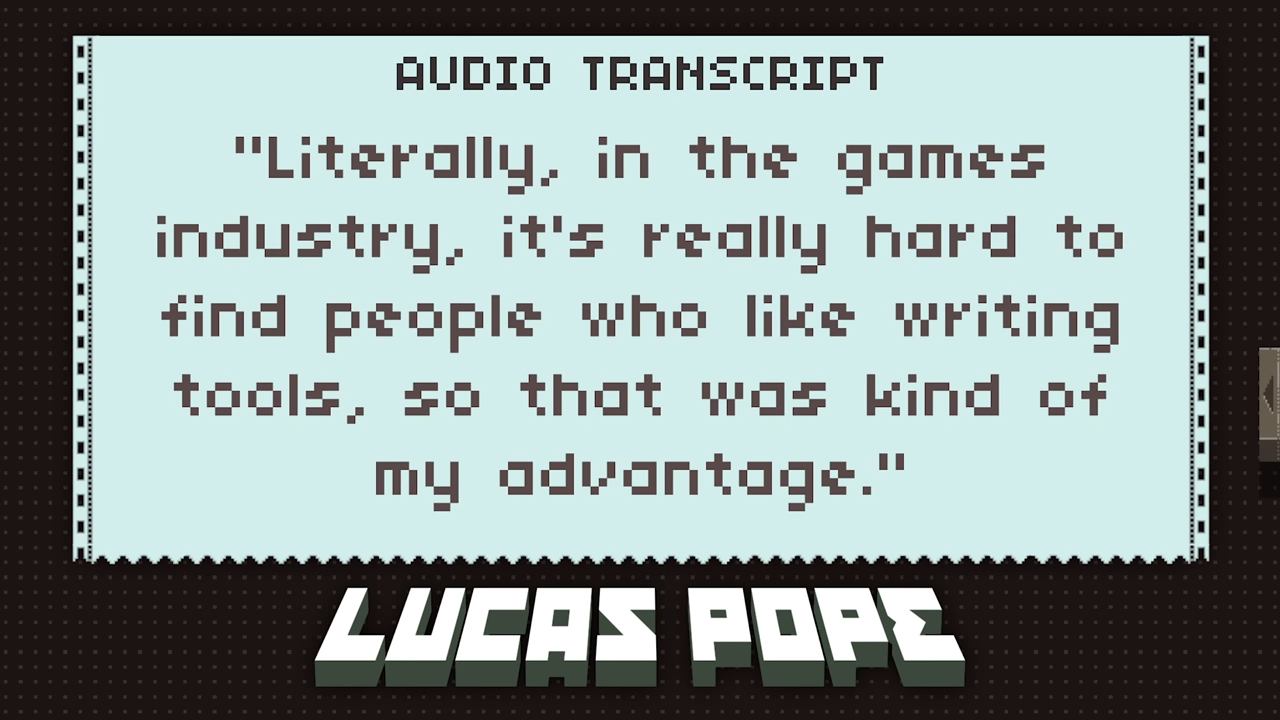 AUDIO TRANSCRIPT
"Literally, in the games
industry, it's really hard to
find people who like writing
tools, so that was kind of
my advantage."
LUCAS POPE